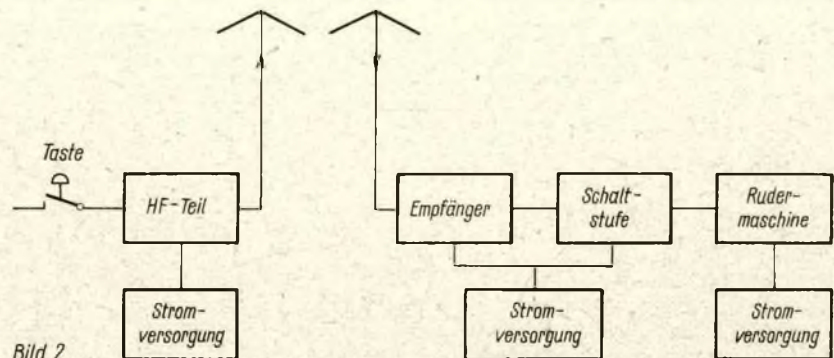 Taste
HF-Teil
Empfänger
Schalt-
stufe
Ruder-
maschine
Strom-
versorgung
Strom-
versorgung
Strom-
versorgung
Bild 2